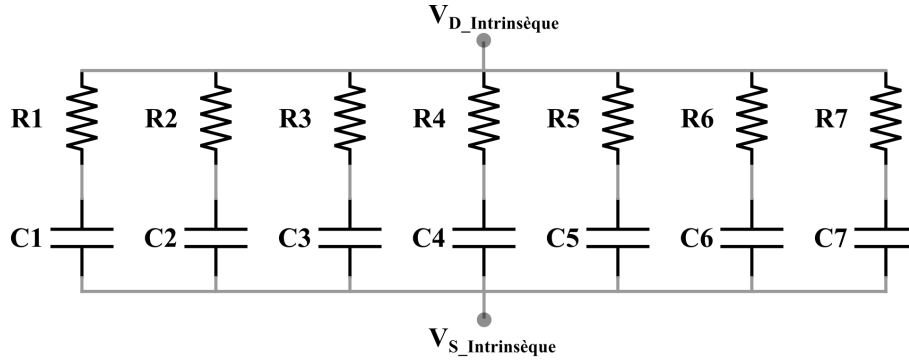 V_D_Intrinsèque
R1 R2 R3 R4 R5 R6 R7
C1 C2 C3 C4 C5 C6 C7
V_S_Intrinsèque